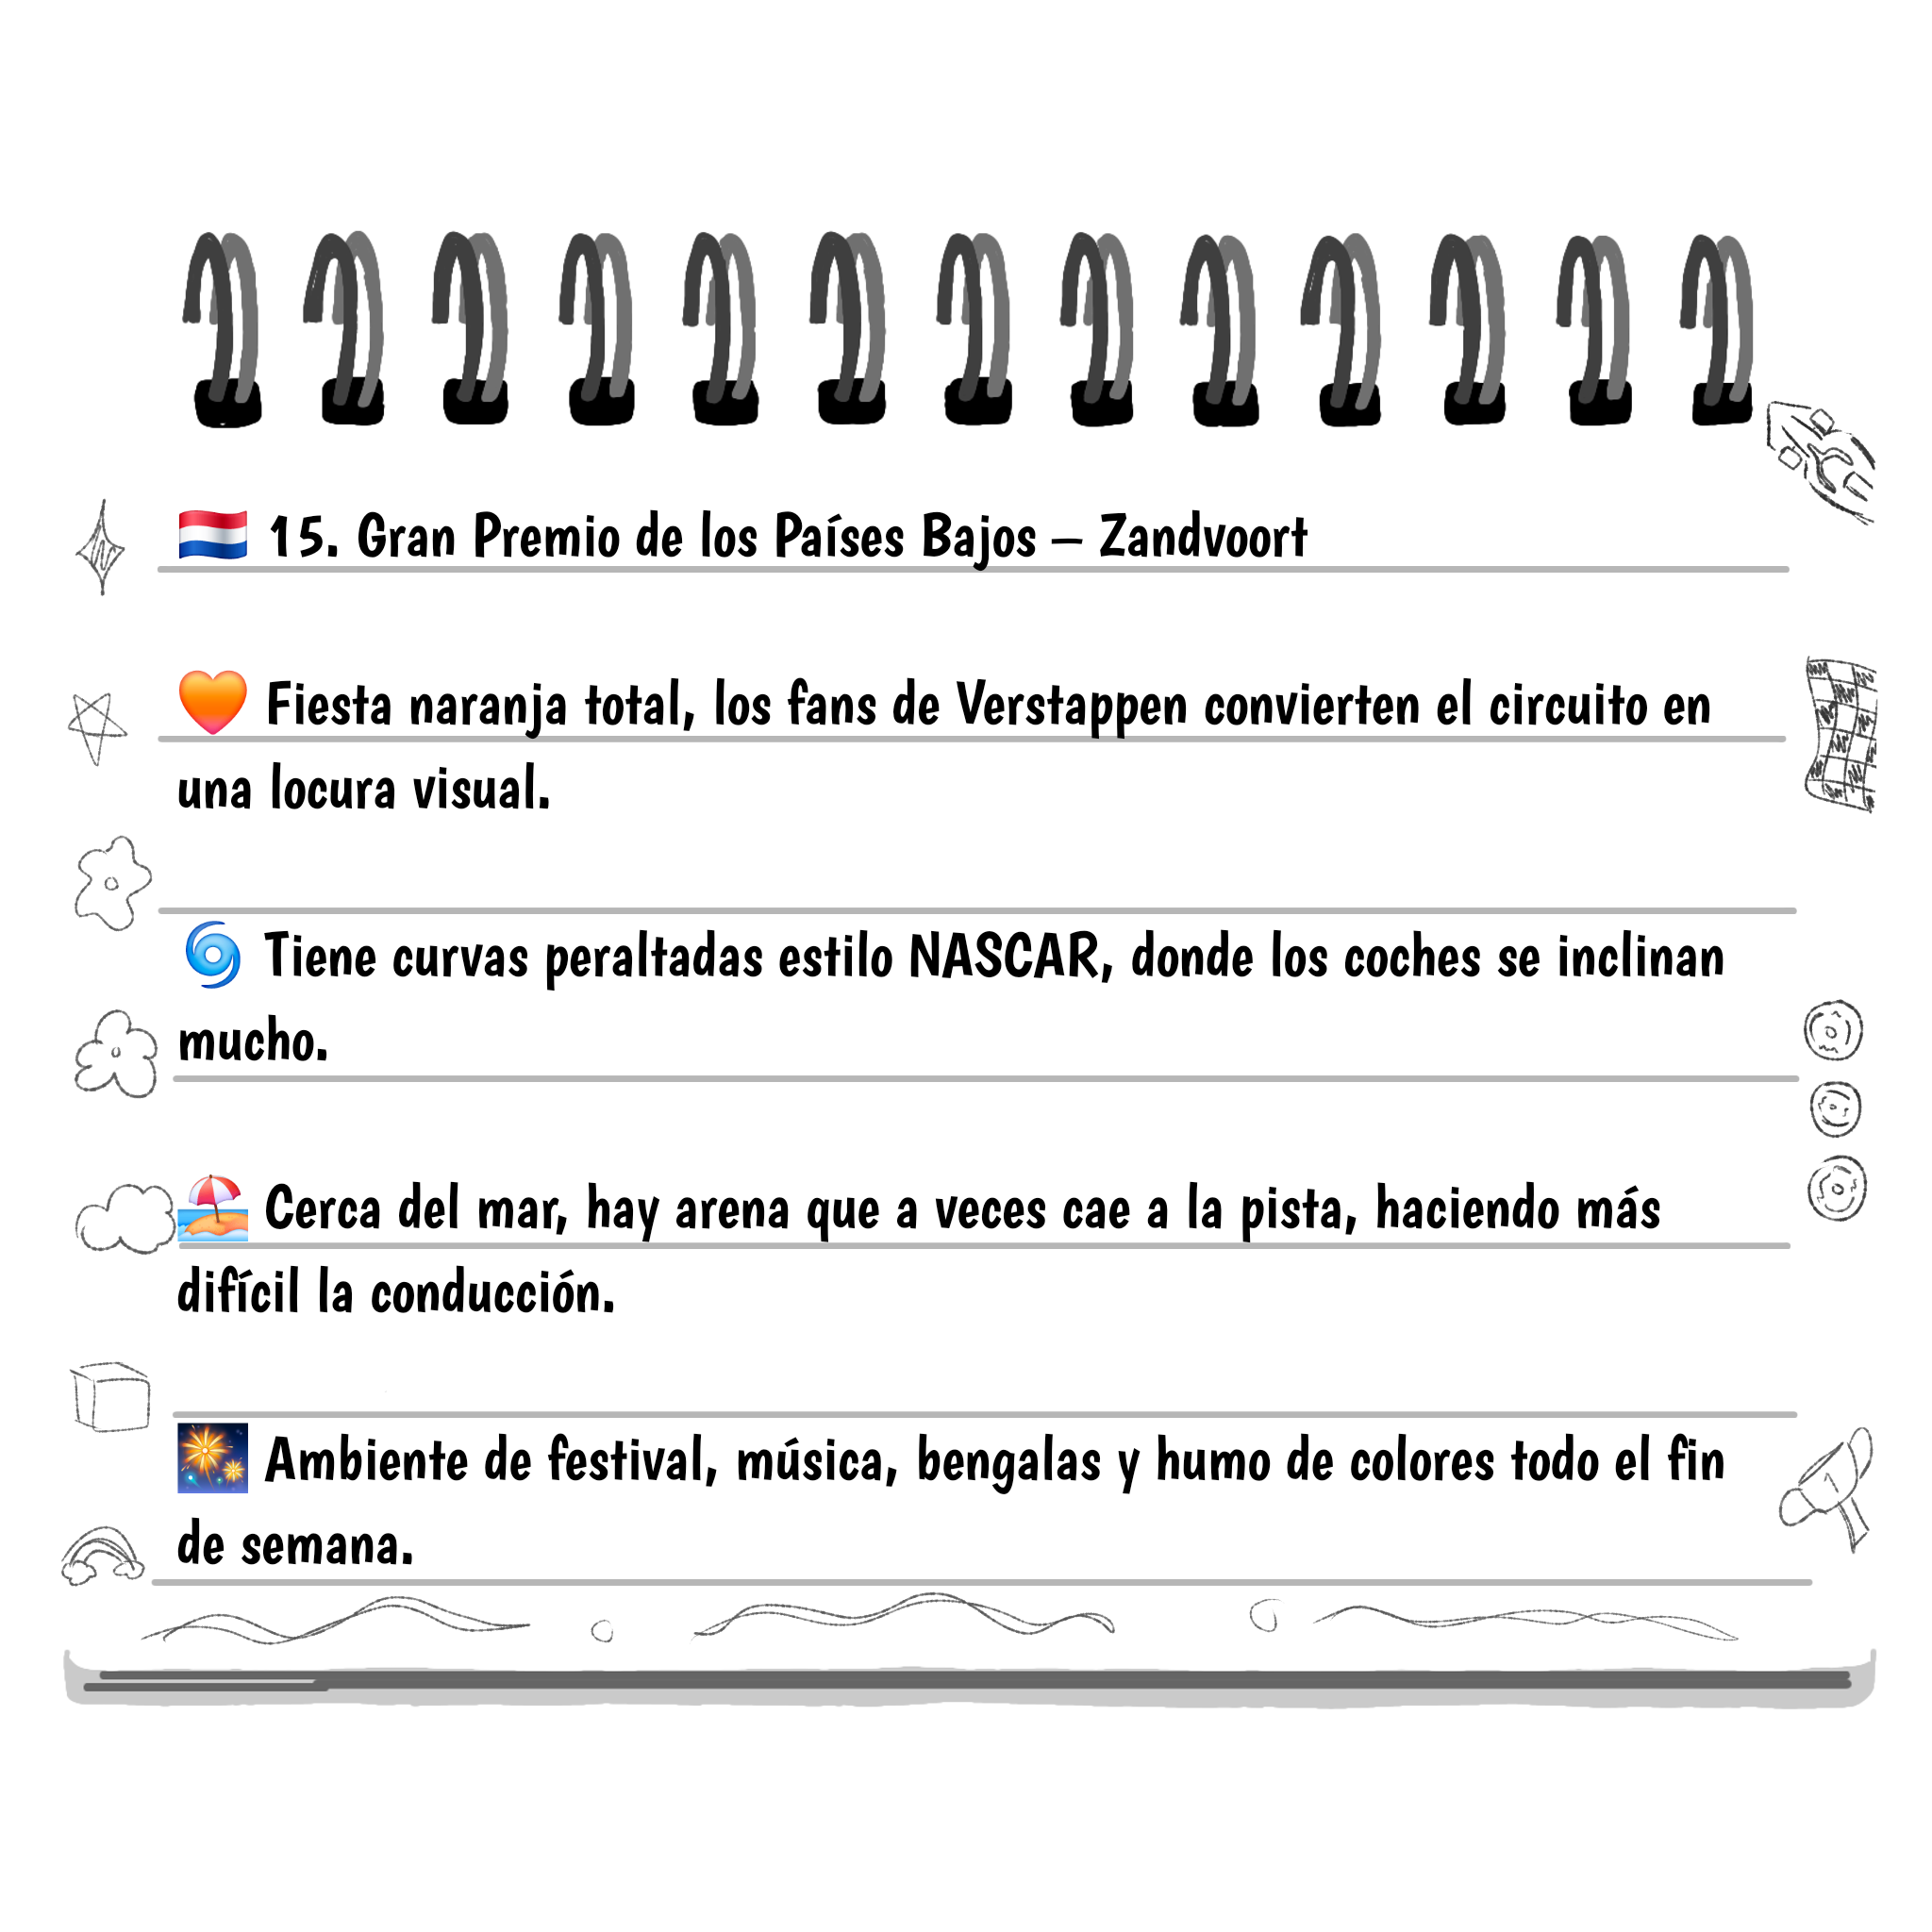 🇳🇱 15. Gran Premio de los Países Bajos – Zandvoort
🧡 Fiesta naranja total, los fans de Verstappen convierten el circuito en
una locura visual.
🌀 Tiene curvas peraltadas estilo NASCAR, donde los coches se inclinan
mucho.
🏖️ Cerca del mar, hay arena que a veces cae a la pista, haciendo más
difícil la conducción.
🎆 Ambiente de festival, música, bengalas y humo de colores todo el fin
de semana.